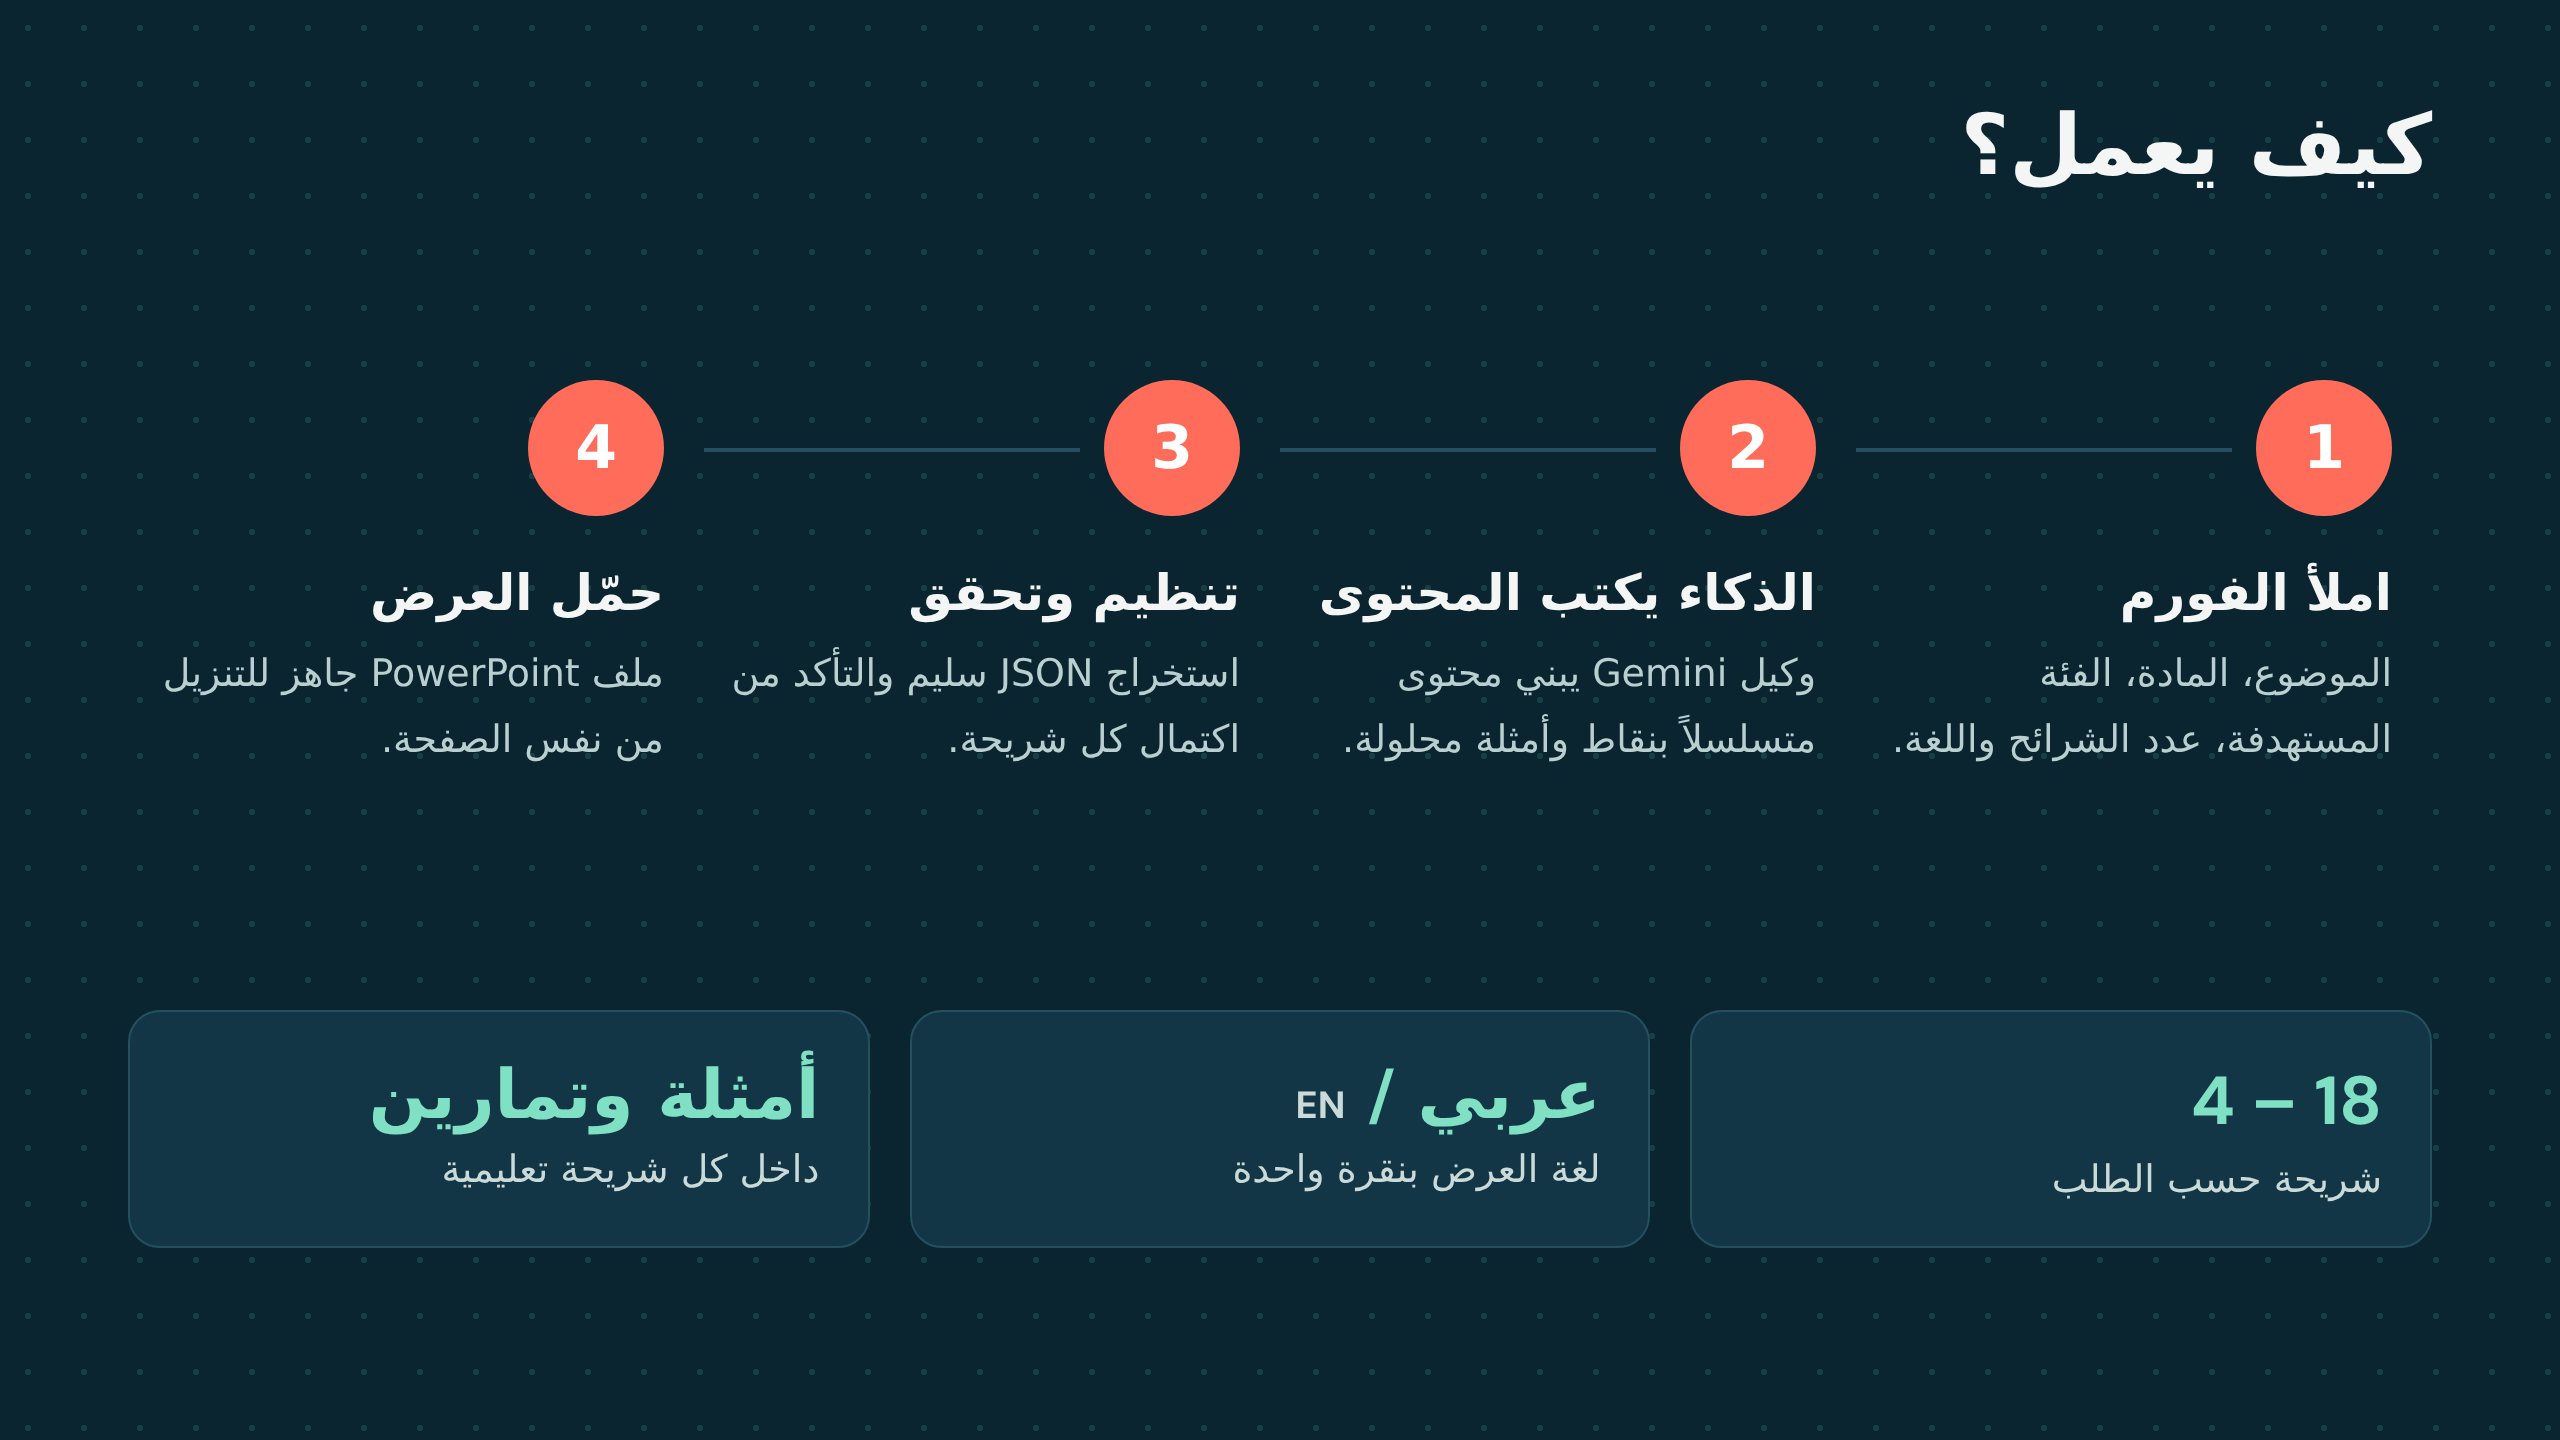 كيف يعمل؟
1
املأ الفورم
الموضوع، المادة، الفئة
المستهدفة، عدد الشرائح واللغة.
2
الذكاء يكتب المحتوى
وكيل Gemini يبني محتوى
متسلسلاً بنقاط وأمثلة محلولة.
3
تنظيم وتحقق
استخراج JSON سليم والتأكد من
اكتمال كل شريحة.
4
حمّل العرض
ملف PowerPoint جاهز للتنزيل
من نفس الصفحة.
4 – 18
شريحة حسب الطلب
عربي / EN
لغة العرض بنقرة واحدة
أمثلة وتمارين
داخل كل شريحة تعليمية